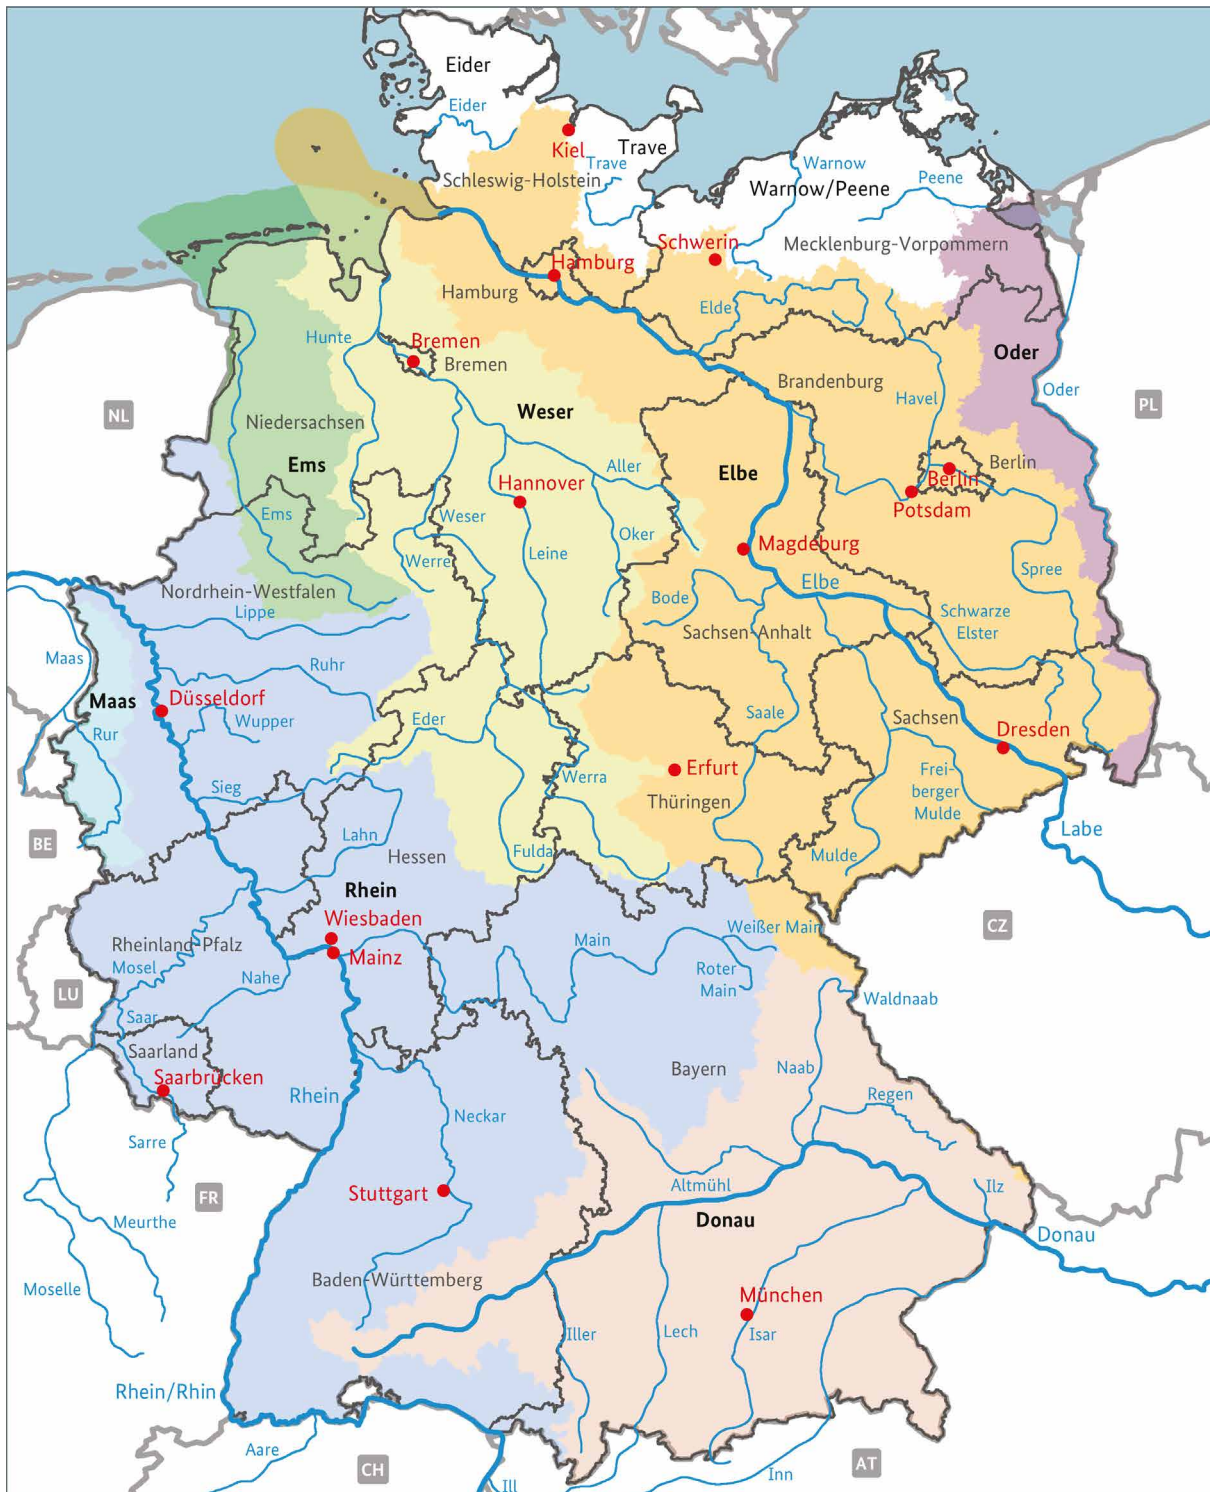 Eider
Eider
Kiel
Trave
Trave
Warnow
Peene
Schleswig-Holstein
Warnow/Peene
Schwerin
Mecklenburg-Vorpommern
Hamburg
Hamburg
Elde
Hunte
Bremen
Bremen
Oder
Brandenburg
Havel
Oder
NL
PL
Weser
Niedersachsen
Ems
Aller
Elbe
Berlin
Berlin
Hannover
Potsdam
Ems
Weser
Oker
Magdeburg
Leine
Werre
Spree
Elbe
Nordrhein-Westfalen
Bode
Lippe
Schwarze
Elster
Sachsen-Anhalt
Maas
Ruhr
Maas
Düsseldorf
Wupper
Eder
Saale
Sachsen
Dresden
Rur
Erfurt
Werra
Frei-
berger
Mulde
Sieg
Thüringen
Labe
BE
Lahn
Hessen
Fulda
Mulde
Rhein
Wiesbaden
Weißer Main
CZ
Rheinland-Pfalz
Main
Mainz
Mosel
Nahe
Roter
Main
LU
Waldnaab
Saar
Saarland
Bayern
Naab
Saarbrücken
Rhein
Regen
Neckar
Sarre
FR
Stuttgart
Altmühl
Ilz
Meurthe
Donau
Donau
Moselle
Baden-Württemberg
München
Iller
Lech
Isar
Rhein/Rhin
Aare
CH
Ill
Inn
AT